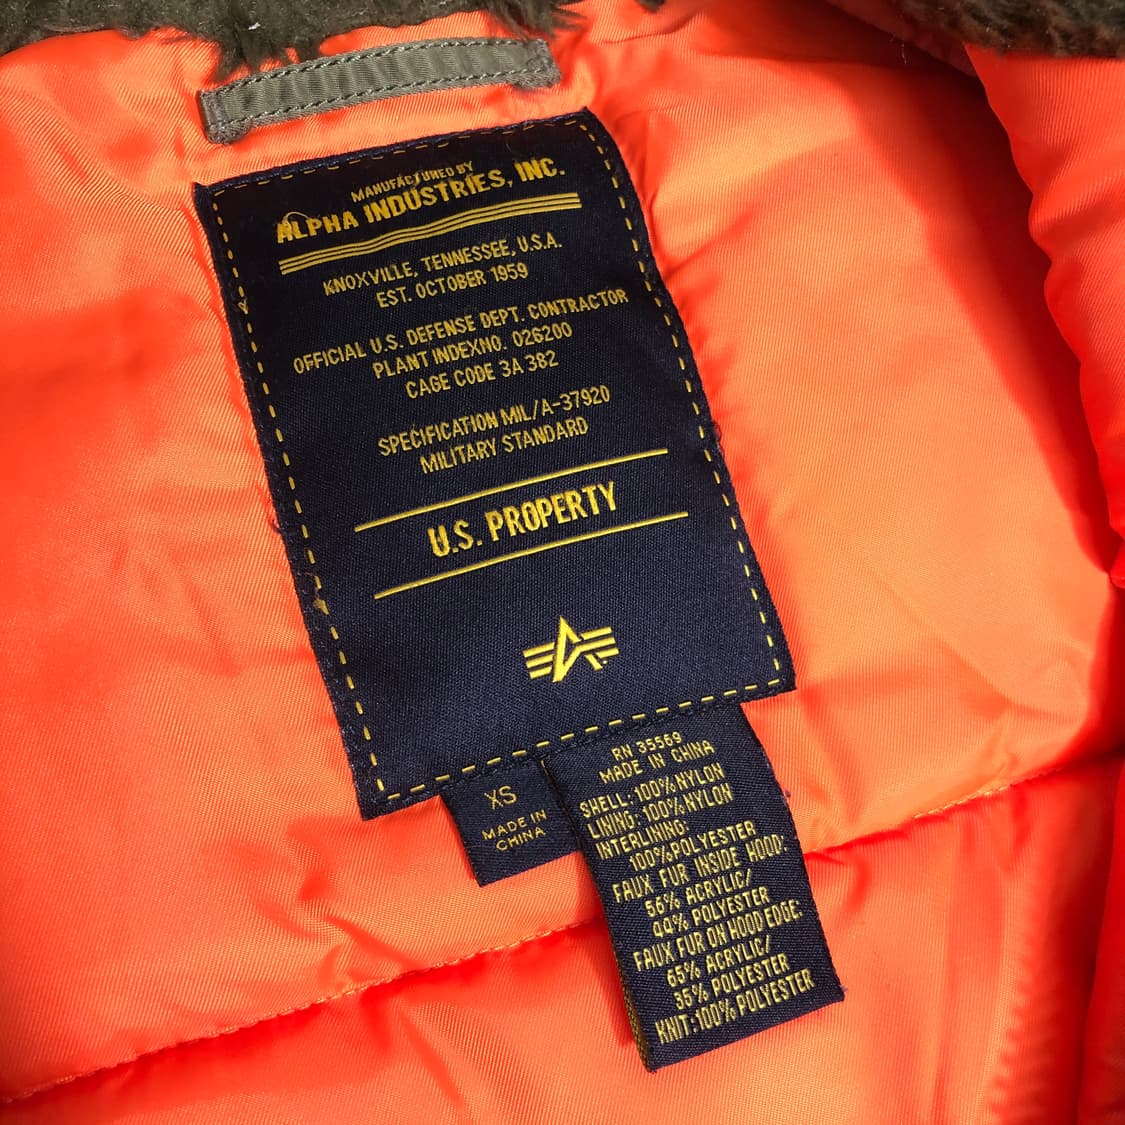 MANUFACTURED BY
ALPHA INDUSTRIES, INC.
KNOXVILLE, TENNESSEE, U.S.A.
EST. OCTOBER 1959
OFFICIAL U.S. DEFENSE DEPT. CONTRACTOR
PLANT INDEXNO. 026200
CAGE CODE 3A 382
SPECIFICATION MIL/A-37920
MILITARY STANDARD
U.S. PROPERTY
XS
MADE IN
CHINA
RN 35569
MADE IN CHINA
SHELL: 100% NYLON
LINING: 100% NYLON
INTERLINING:
100% POLYESTER
FAUX FUR INSIDE HOOD:
56% ACRYLIC/
44% POLYESTER
FAUX FUR ON HOOD EDGE:
65% ACRYLIC/
35% POLYESTER
KNIT: 100% POLYESTER